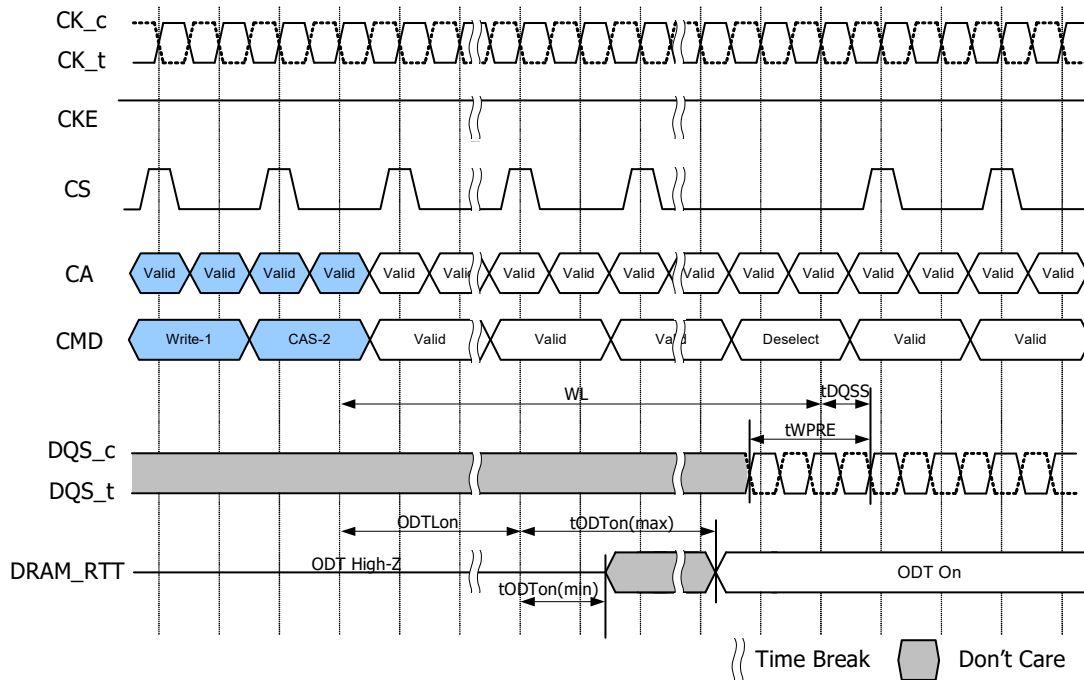 CK_c
CK_t
CKE
CS
CA Valid Valid Valid Valid Valid Valid Valid Valid Valid Valid Valid Valid Valid Valid Valid Valid
CMD Write-1 CAS-2 Valid Valid Valid Deselect Valid Valid
WL tDQSS
tWPRE
DQS_c
DQS_t
ODTLon tODTon(max)
DRAM_RTT ODT High-Z ODT On
tODTon(min)
Time Break Don't Care